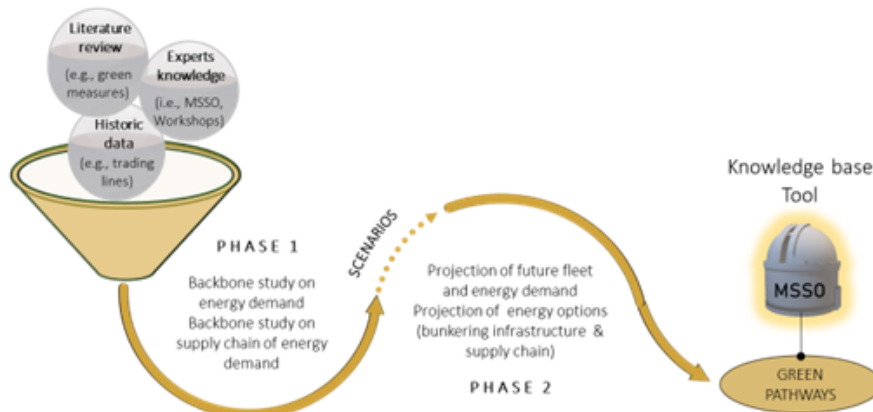 Literature
review
(e.g., green
measures)
Experts
knowledge
(i.e., MSSO,
Workshops)
Historic
data
(e.g., trading
lines)
PHASE 1
Backbone study on
energy demand
Backbone study on
supply chain of energy
demand
SCENARIOS
Projection of future fleet
and energy demand
Projection of energy options
(bunkering infrastructure &
supply chain)
PHASE 2
Knowledge base
Tool
MSSO
GREEN
PATHWAYS